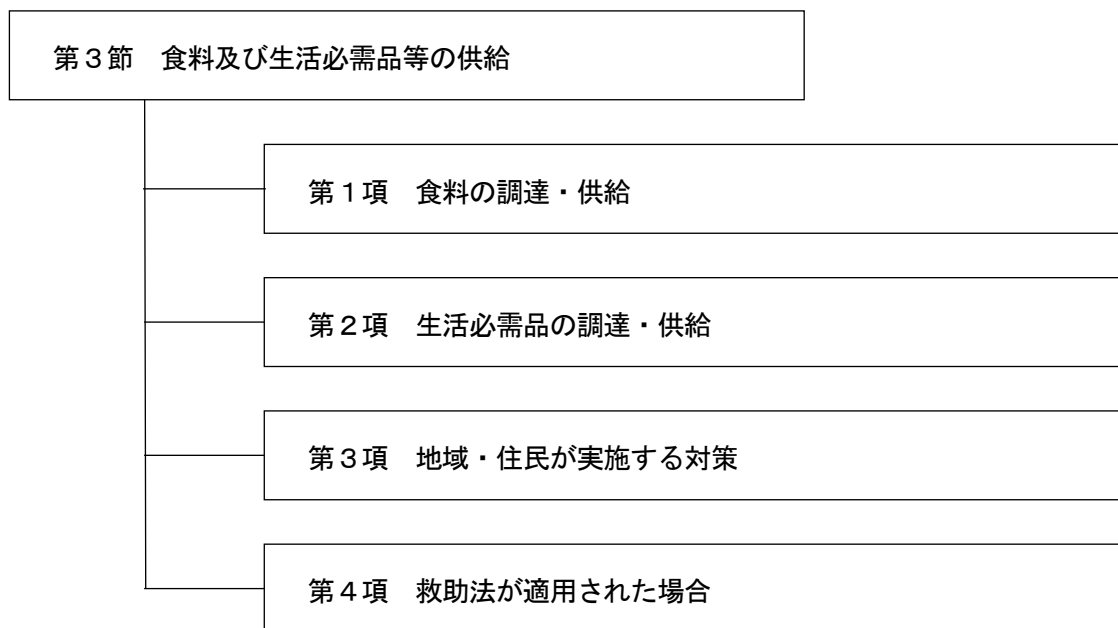 第３節　食料及び生活必需品等の供給
第１項　食料の調達・供給
第２項　生活必需品の調達・供給
第３項　地域・住民が実施する対策
第４項　救助法が適用された場合